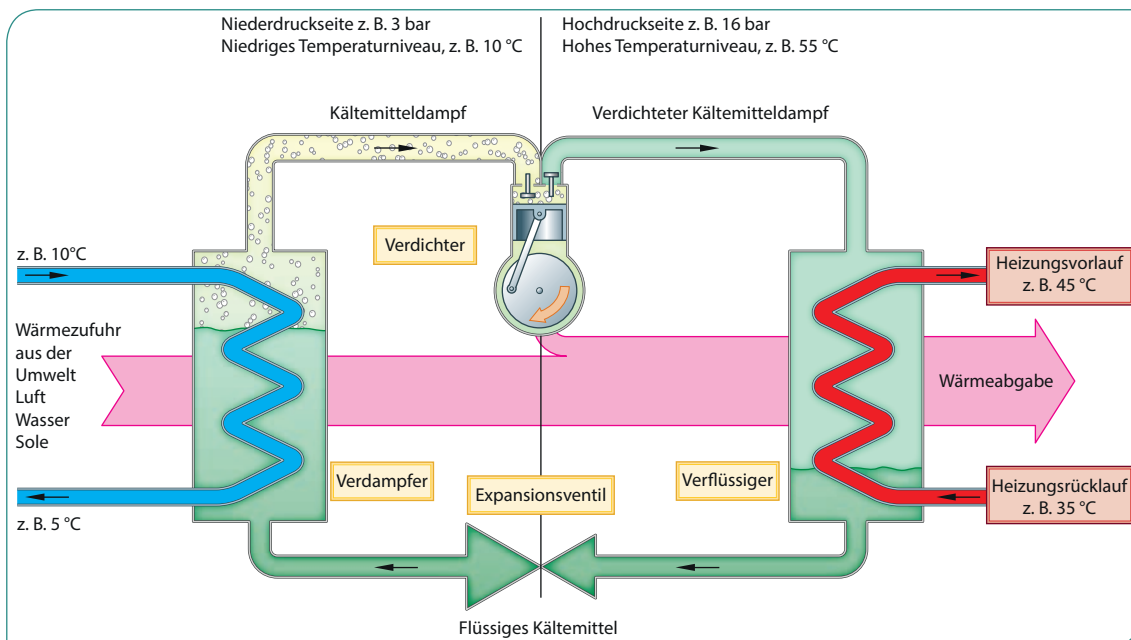 Niederdruckseite z. B. 3 bar
Niedriges Temperaturniveau, z. B. 10 °C
Hochdruckseite z. B. 16 bar
Hohes Temperaturniveau, z. B. 55 °C
Kältemitteldampf
Verdichteter Kältemitteldampf
Verdichter
z. B. 10°C
Heizungsvorlauf
z. B. 45 °C
Wärmezufuhr
aus der
Umwelt
Luft
Wasser
Sole
Wärmeabgabe
Verdampfer
Expansionsventil
Verflüssiger
Heizungsrücklauf
z. B. 35 °C
z. B. 5 °C
Flüssiges Kältemittel